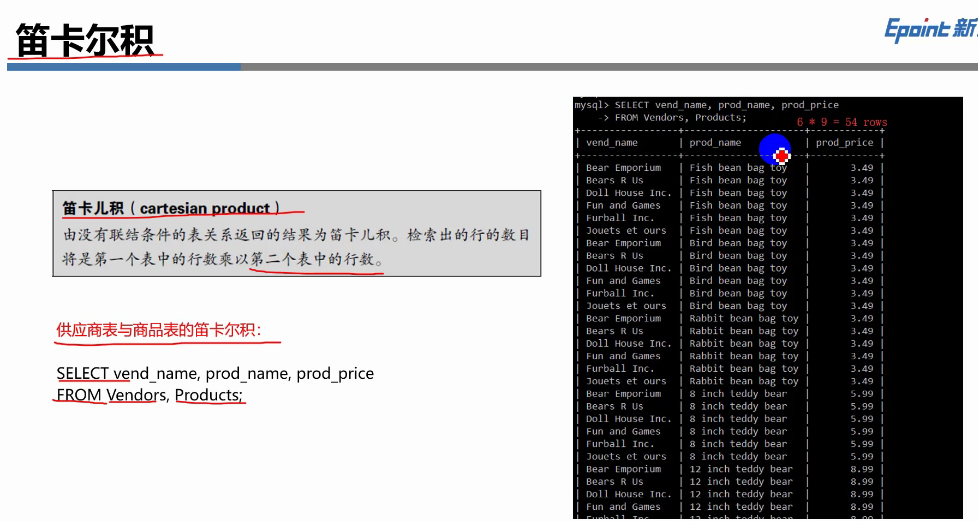 笛卡尔积
Epoint 新
笛卡儿积（cartesian product）
由没有联结条件的表关系返回的结果为笛卡儿积。检索出的行的数目
将是第一个表中的行数乘以第二个表中的行数。
供应商表与商品表的笛卡尔积：
SELECT vend_name, prod_name, prod_price
FROM Vendors, Products;
mysql> SELECT vend_name, prod_name, prod_price
-> FROM Vendors, Products;
6 * 9 = 54 rows
| vend_name | prod_name | prod_price |
| Bear Emporium | Fish bean bag toy | 3.49 |
| Bears R Us | Fish bean bag toy | 3.49 |
| Doll House Inc. | Fish bean bag toy | 3.49 |
| Fun and Games | Fish bean bag toy | 3.49 |
| Furball Inc. | Fish bean bag toy | 3.49 |
| Jouets et ours | Fish bean bag toy | 3.49 |
| Bear Emporium | Bird bean bag toy | 3.49 |
| Bears R Us | Bird bean bag toy | 3.49 |
| Doll House Inc. | Bird bean bag toy | 3.49 |
| Fun and Games | Bird bean bag toy | 3.49 |
| Furball Inc. | Bird bean bag toy | 3.49 |
| Jouets et ours | Bird bean bag toy | 3.49 |
| Bear Emporium | Rabbit bean bag toy | 3.49 |
| Bears R Us | Rabbit bean bag toy | 3.49 |
| Doll House Inc. | Rabbit bean bag toy | 3.49 |
| Fun and Games | Rabbit bean bag toy | 3.49 |
| Furball Inc. | Rabbit bean bag toy | 3.49 |
| Jouets et ours | Rabbit bean bag toy | 3.49 |
| Bear Emporium | 8 inch teddy bear | 5.99 |
| Bears R Us | 8 inch teddy bear | 5.99 |
| Doll House Inc. | 8 inch teddy bear | 5.99 |
| Fun and Games | 8 inch teddy bear | 5.99 |
| Furball Inc. | 8 inch teddy bear | 5.99 |
| Jouets et ours | 8 inch teddy bear | 5.99 |
| Bear Emporium | 12 inch teddy bear | 8.99 |
| Bears R Us | 12 inch teddy bear | 8.99 |
| Doll House Inc. | 12 inch teddy bear | 8.99 |
| Fun and Games | 12 inch teddy bear | 8.99 |
| Furball Inc. | 12 inch teddy bear | 8.99 |